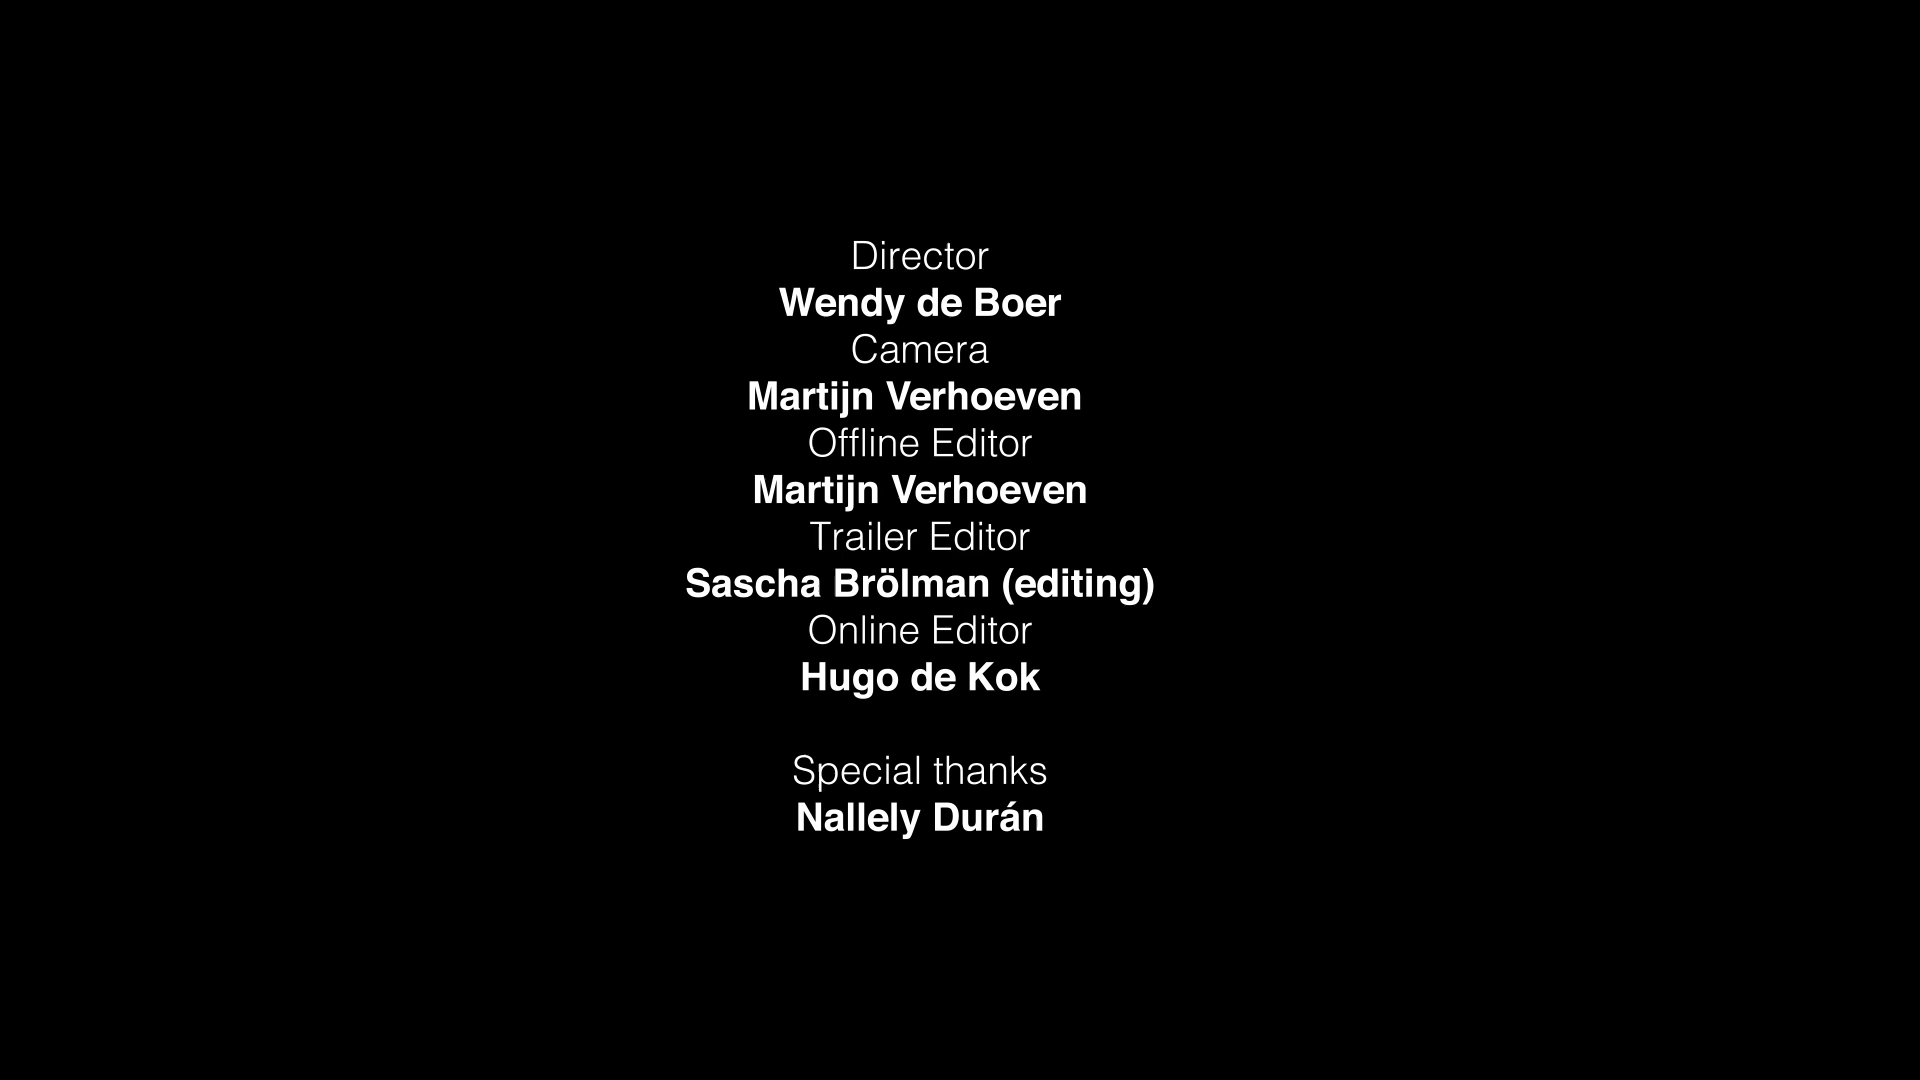 Director
Wendy de Boer
Camera
Martijn Verhoeven
Offline Editor
Martijn Verhoeven
Trailer Editor
Sascha Brölman (editing)
Online Editor
Hugo de Kok
Special thanks
Nallely Durán